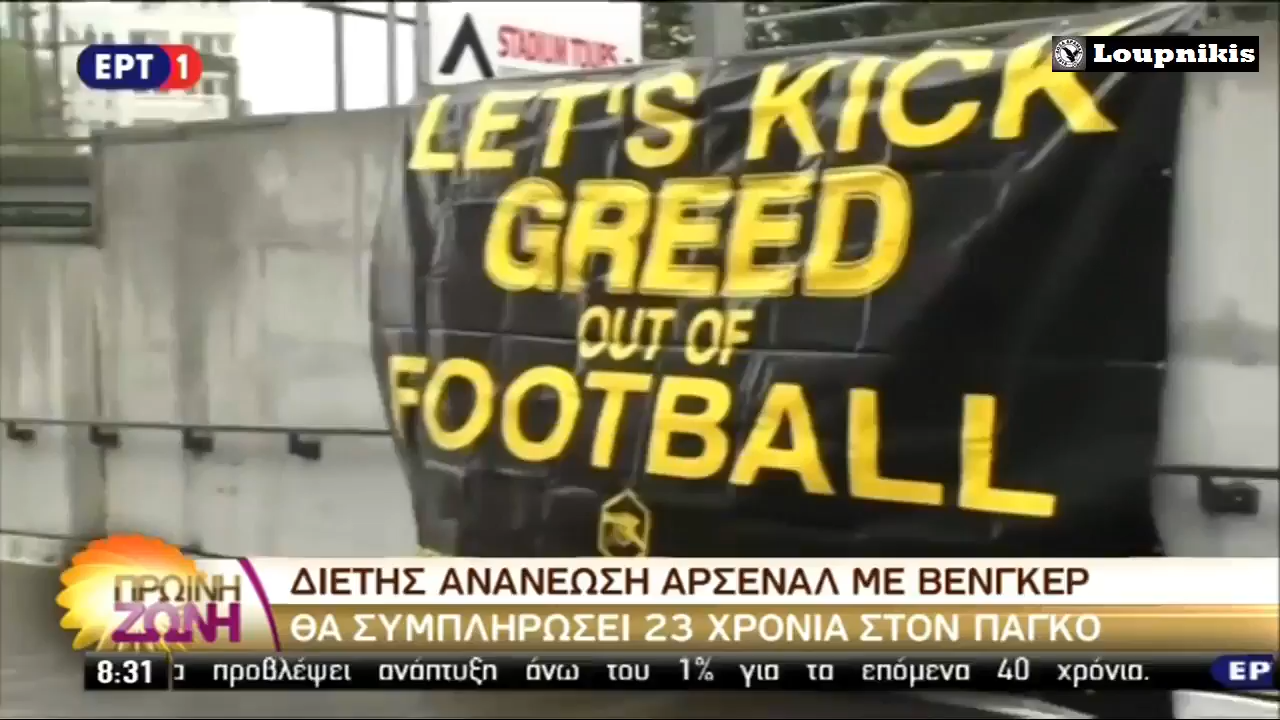 ΕΡΤ 1
Loupnikis
STADIUM TOURS
LET'S KICK
GREED
OUT OF
FOOTBALL
ΠΡΩΙΝΗ
ΖΩΝΗ
ΔΙΕΤΗΣ ΑΝΑΝΕΩΣΗ ΑΡΣΕΝΑΛ ΜΕ ΒΕΝΓΚΕΡ
ΘΑ ΣΥΜΠΛΗΡΩΣΕΙ 23 ΧΡΟΝΙΑ ΣΤΟΝ ΠΑΓΚΟ
8:31 προβλέψει ανάπτυξη άνω του 1% για τα επόμενα 40 χρόνια.